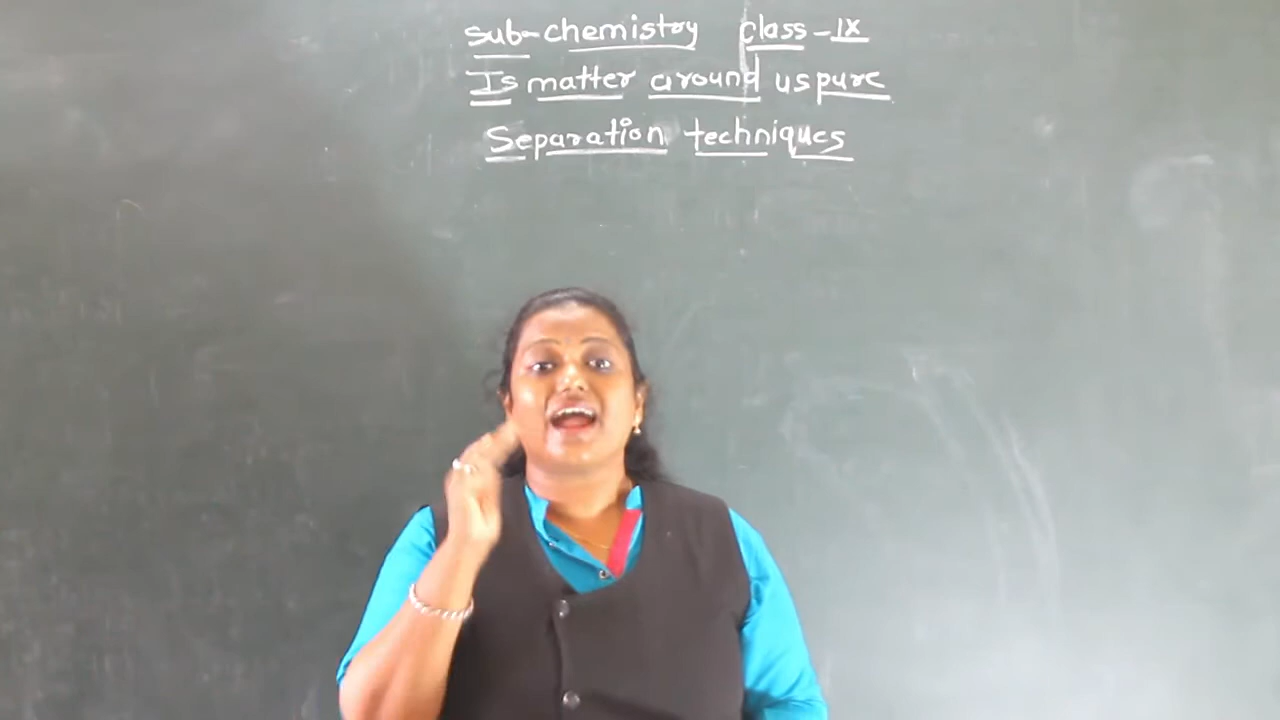 Sub-chemistry class-IX
Is matter around us pure
Separation techniques